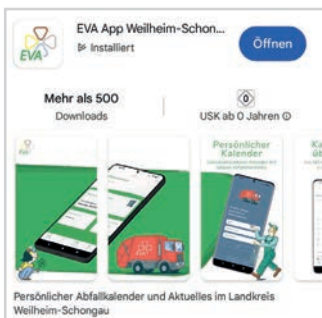 EVA
EVA App Weilheim-Schon...
Installiert
Öffnen
Mehr als 500
Downloads
0
USK ab 0 Jahren
Persönlicher
Kalender
Persönlicher Abfallkalender und Aktuelles im Landkreis
Weilheim-Schongau